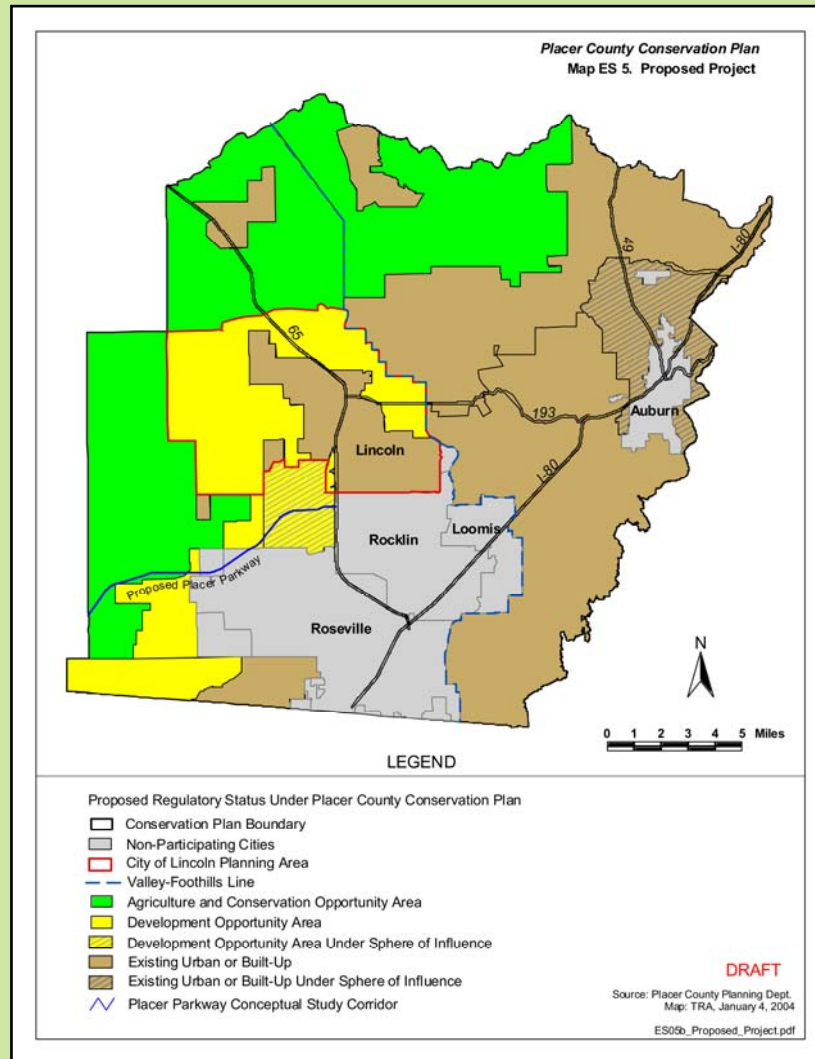 Placer County Conservation Plan
Map ES 5. Proposed Project
49
I-80
65
193
Auburn
Lincoln
I-80
Loomis
Rocklin
Proposed Placer Parkway
Roseville
N
0 1 2 3 4 5 Miles
LEGEND
Proposed Regulatory Status Under Placer County Conservation Plan
Conservation Plan Boundary
Non-Participating Cities
City of Lincoln Planning Area
Valley-Foothills Line
Agriculture and Conservation Opportunity Area
Development Opportunity Area
Development Opportunity Area Under Sphere of Influence
Existing Urban or Built-Up
Existing Urban or Built-Up Under Sphere of Influence
Placer Parkway Conceptual Study Corridor
DRAFT
Source: Placer County Planning Dept.
Map: TRA, January 4, 2004
ES05b_Proposed_Project.pdf